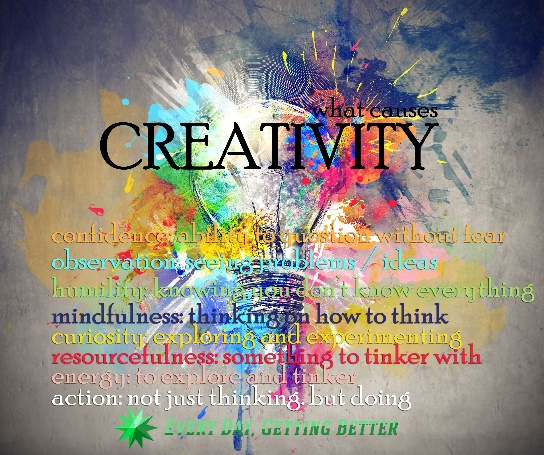 what causes
CREATIVITY
confidence: ability to question without fear
observation: seeing problems / ideas
humility: knowing you don't know everything
mindfulness: thinking on how to think
curiosity: exploring and experimenting
resourcefulness: something to tinker with
energy: to explore and tinker
action: not just thinking, but doing
Every Day, getting Better